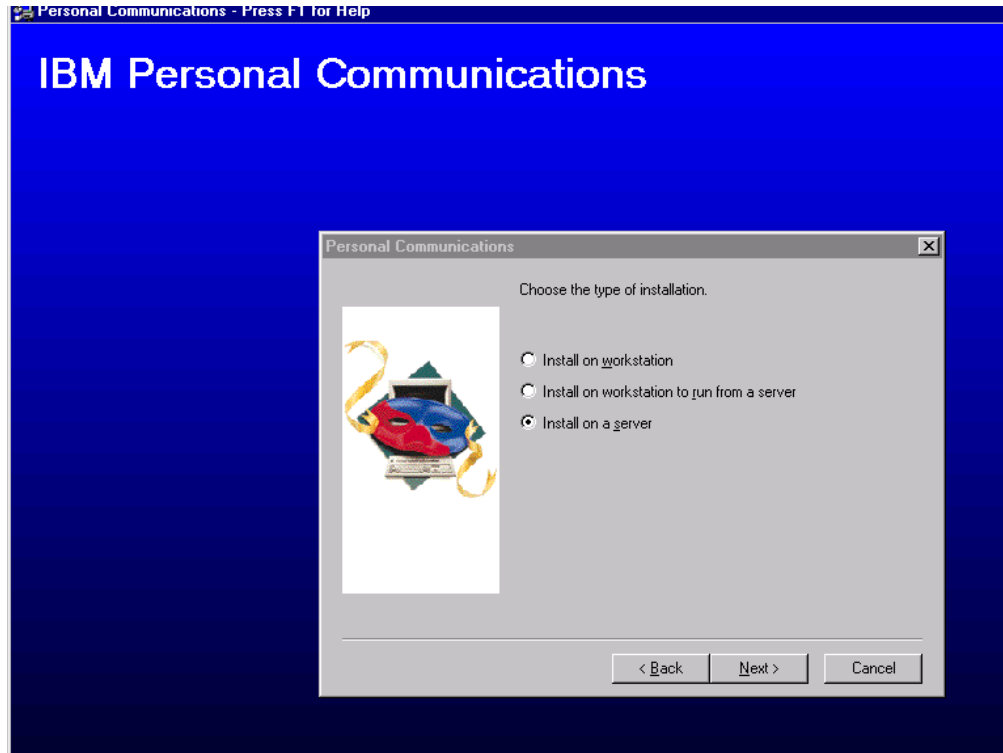 Personal Communications - Press F1 for Help
IBM Personal Communications
Personal Communications
Choose the type of installation.
Install on workstation
Install on workstation to run from a server
Install on a server
< Back
Next >
Cancel